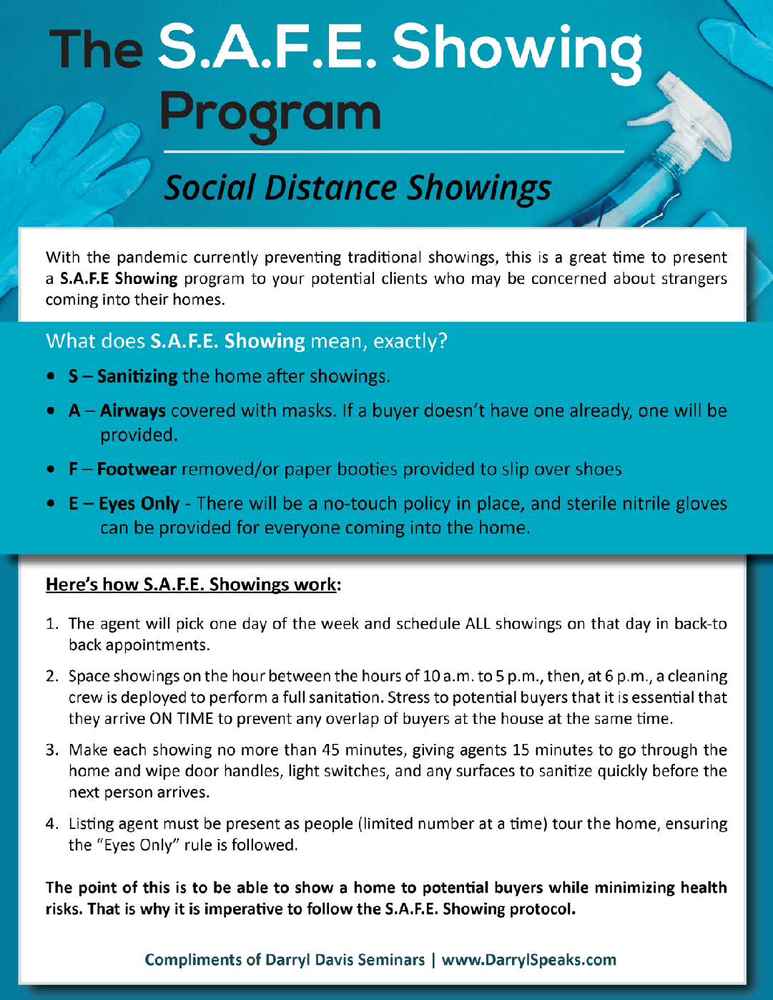 The S.A.F.E. Showing
Program
Social Distance Showings
With the pandemic currently preventing traditional showings, this is a great time to present
a S.A.F.E Showing program to your potential clients who may be concerned about strangers
coming into their homes.
What does S.A.F.E. Showing mean, exactly?
• S – Sanitizing the home after showings.
• A – Airways covered with masks. If a buyer doesn’t have one already, one will be
provided.
• F – Footwear removed/or paper booties provided to slip over shoes
• E – Eyes Only - There will be a no-touch policy in place, and sterile nitrile gloves
can be provided for everyone coming into the home.
Here’s how S.A.F.E. Showings work:
1. The agent will pick one day of the week and schedule ALL showings on that day in back-to
back appointments.
2. Space showings on the hour between the hours of 10 a.m. to 5 p.m., then, at 6 p.m., a cleaning
crew is deployed to perform a full sanitation. Stress to potential buyers that it is essential that
they arrive ON TIME to prevent any overlap of buyers at the house at the same time.
3. Make each showing no more than 45 minutes, giving agents 15 minutes to go through the
home and wipe door handles, light switches, and any surfaces to sanitize quickly before the
next person arrives.
4. Listing agent must be present as people (limited number at a time) tour the home, ensuring
the “Eyes Only” rule is followed.
The point of this is to be able to show a home to potential buyers while minimizing health
risks. That is why it is imperative to follow the S.A.F.E. Showing protocol.
Compliments of Darryl Davis Seminars | www.DarrylSpeaks.com